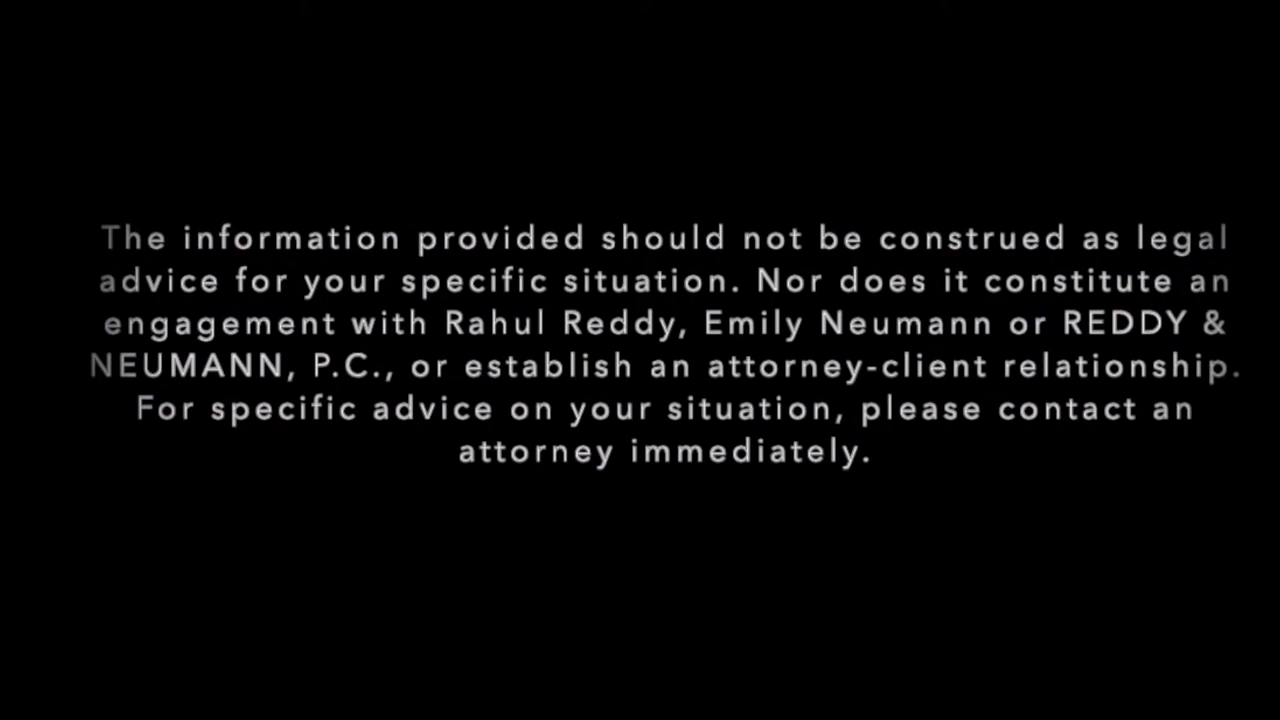 The information provided should not be construed as legal
advice for your specific situation. Nor does it constitute an
engagement with Rahul Reddy, Emily Neumann or REDDY &
NEUMANN, P.C., or establish an attorney-client relationship.
For specific advice on your situation, please contact an
attorney immediately.